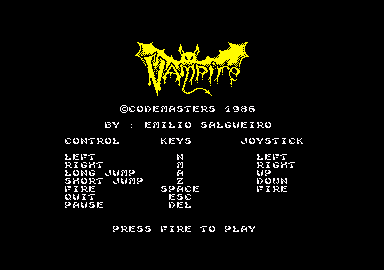 VAMPIRE
©CODEMASTERS 1986
BY : EMILIO SALGUEIRO
CONTROL KEYS JOYSTICK
LEFT N LEFT
RIGHT M RIGHT
LONG JUMP A UP
SHORT JUMP Z DOWN
FIRE SPACE FIRE
QUIT ESC
PAUSE DEL
PRESS FIRE TO PLAY